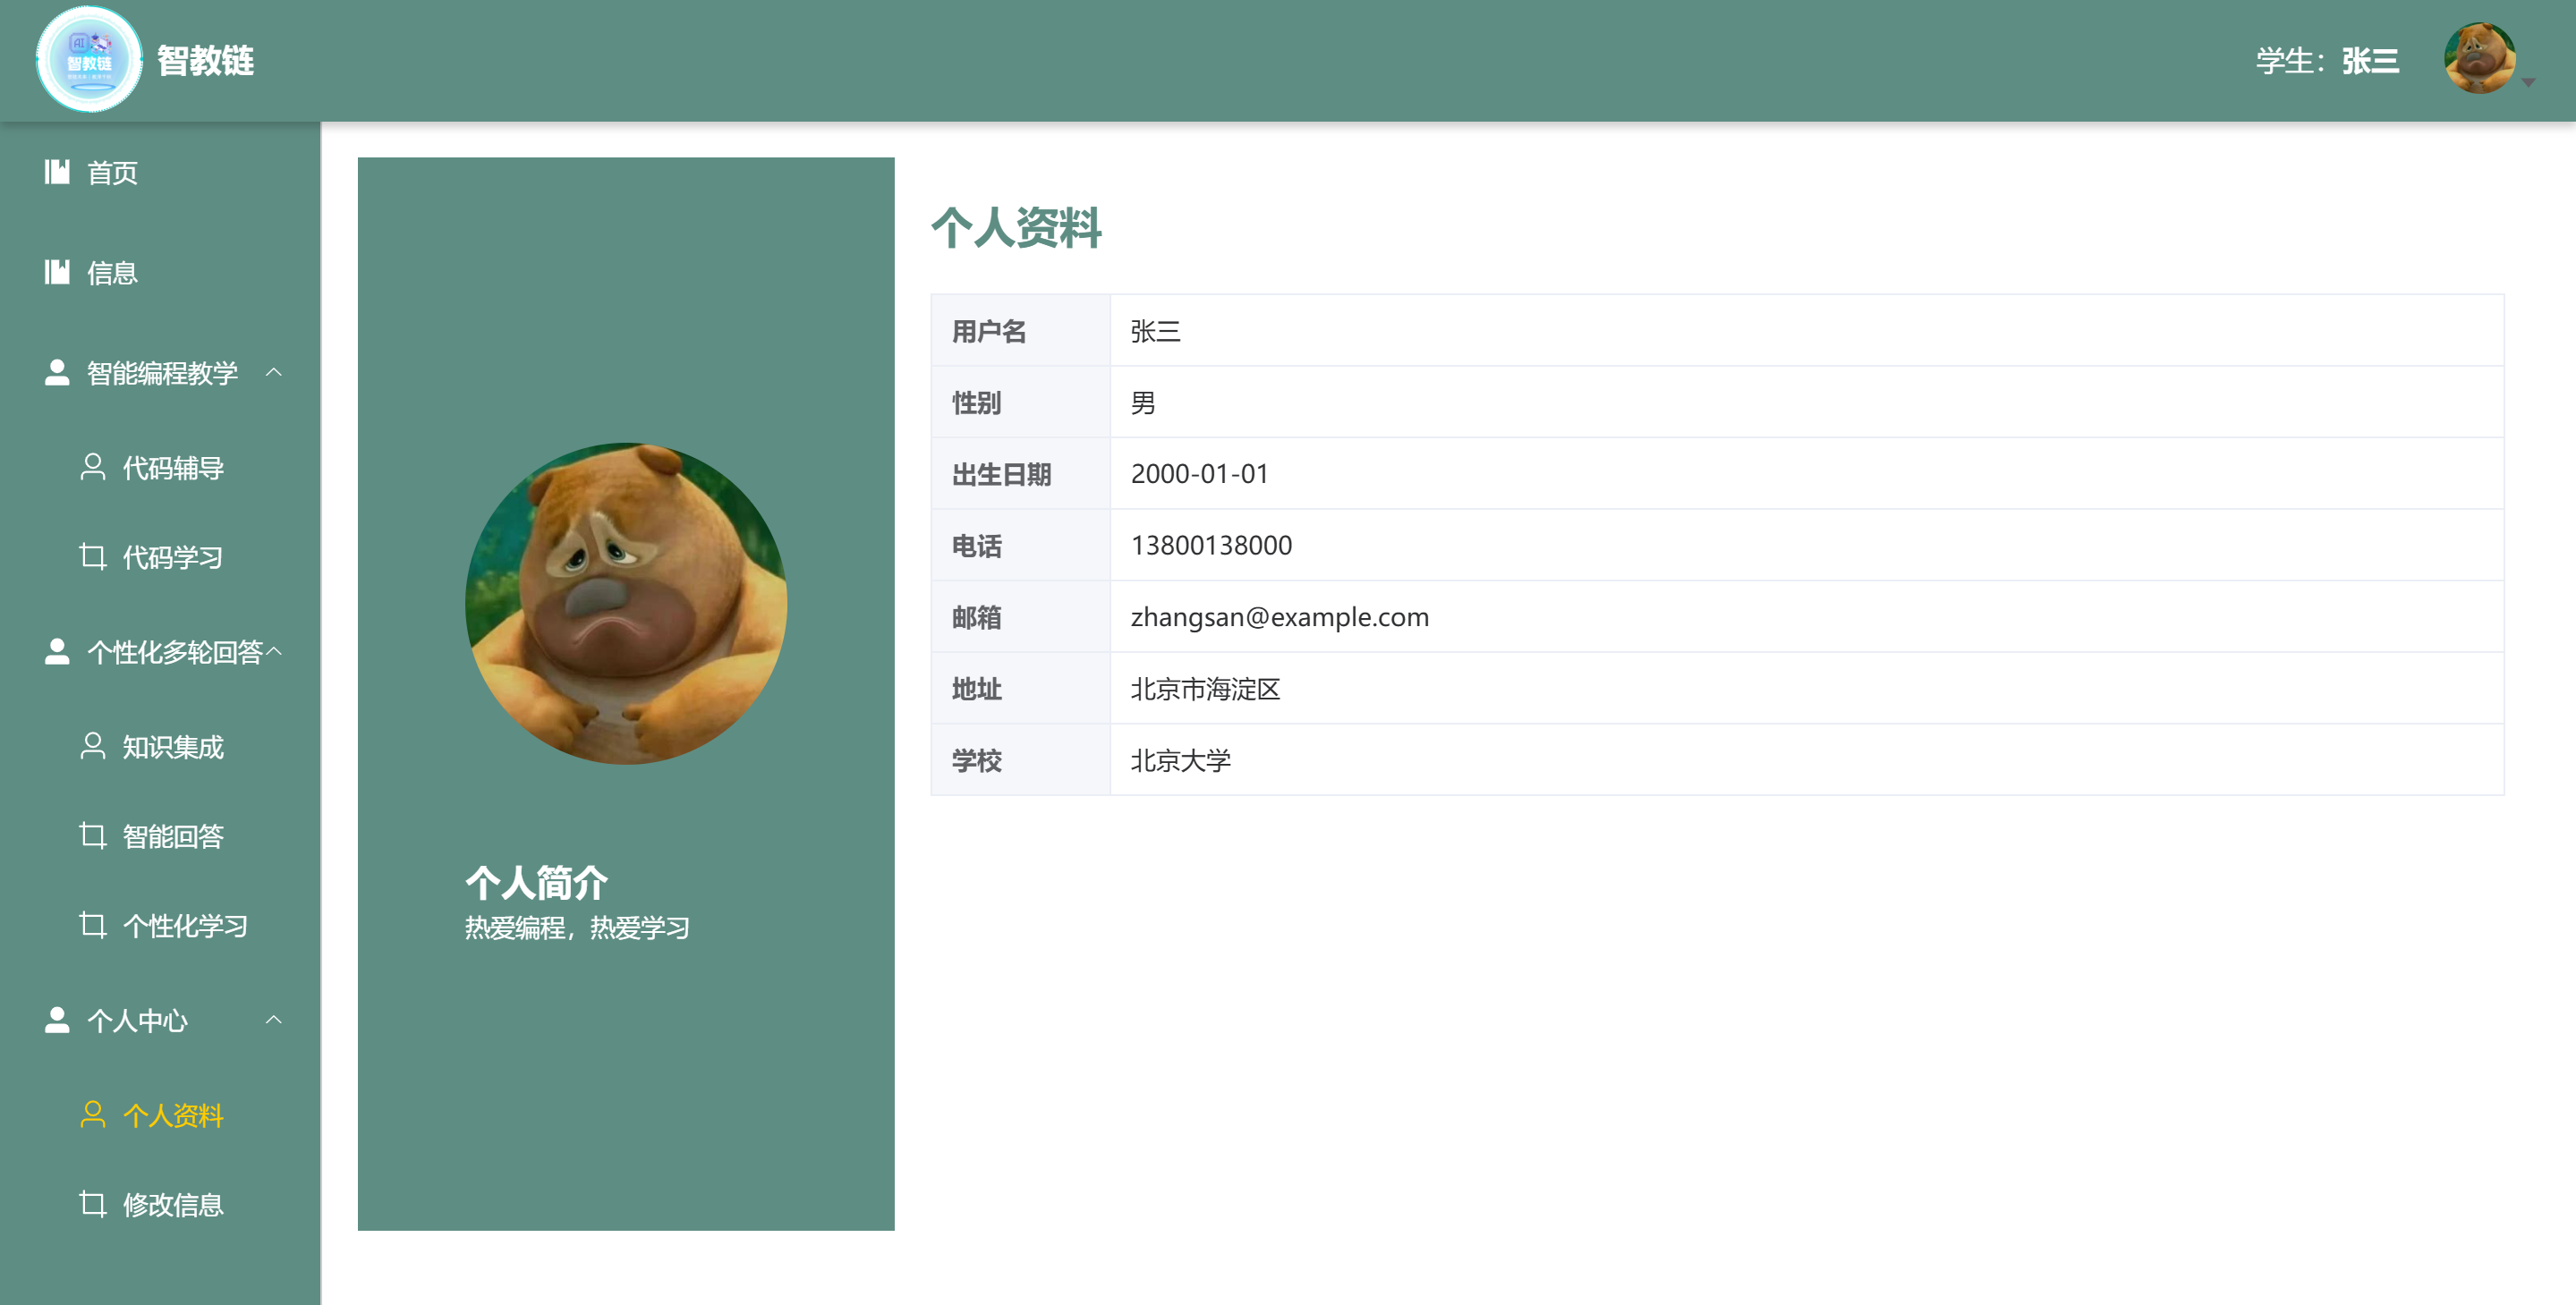 AI
智教链
智教链
学生：张三
首页
信息
智能编程教学
代码辅导
代码学习
个性化多轮回答
知识集成
智能回答
个性化学习
个人中心
个人资料
修改信息
个人简介
热爱编程，热爱学习
个人资料
用户名 张三
性别 男
出生日期 2000-01-01
电话 13800138000
邮箱 zhangsan@example.com
地址 北京市海淀区
学校 北京大学